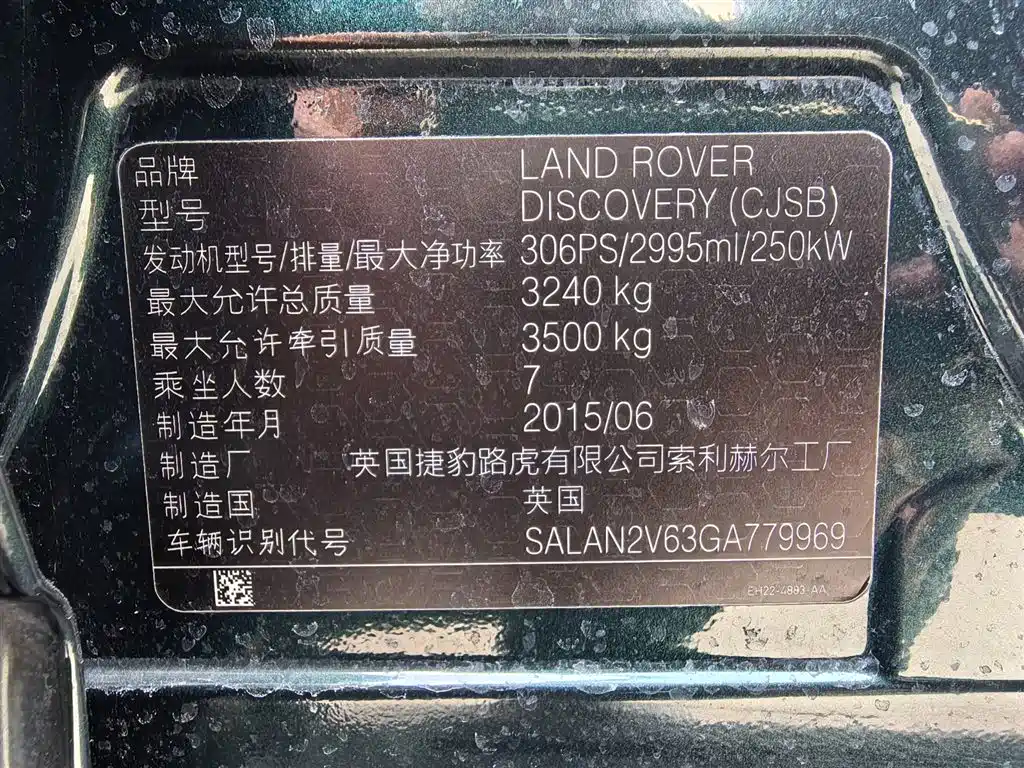 品牌 LAND ROVER
型号 DISCOVERY (CJSB)
发动机型号/排量/最大净功率 306PS/2995ml/250kW
最大允许总质量 3240 kg
最大允许牵引质量 3500 kg
乘坐人数 7
制造年月 2015/06
制造厂 英国捷豹路虎有限公司索利赫尔工厂
制造国 英国
车辆识别代号 SALAN2V63GA779969
EH22-4893-AA